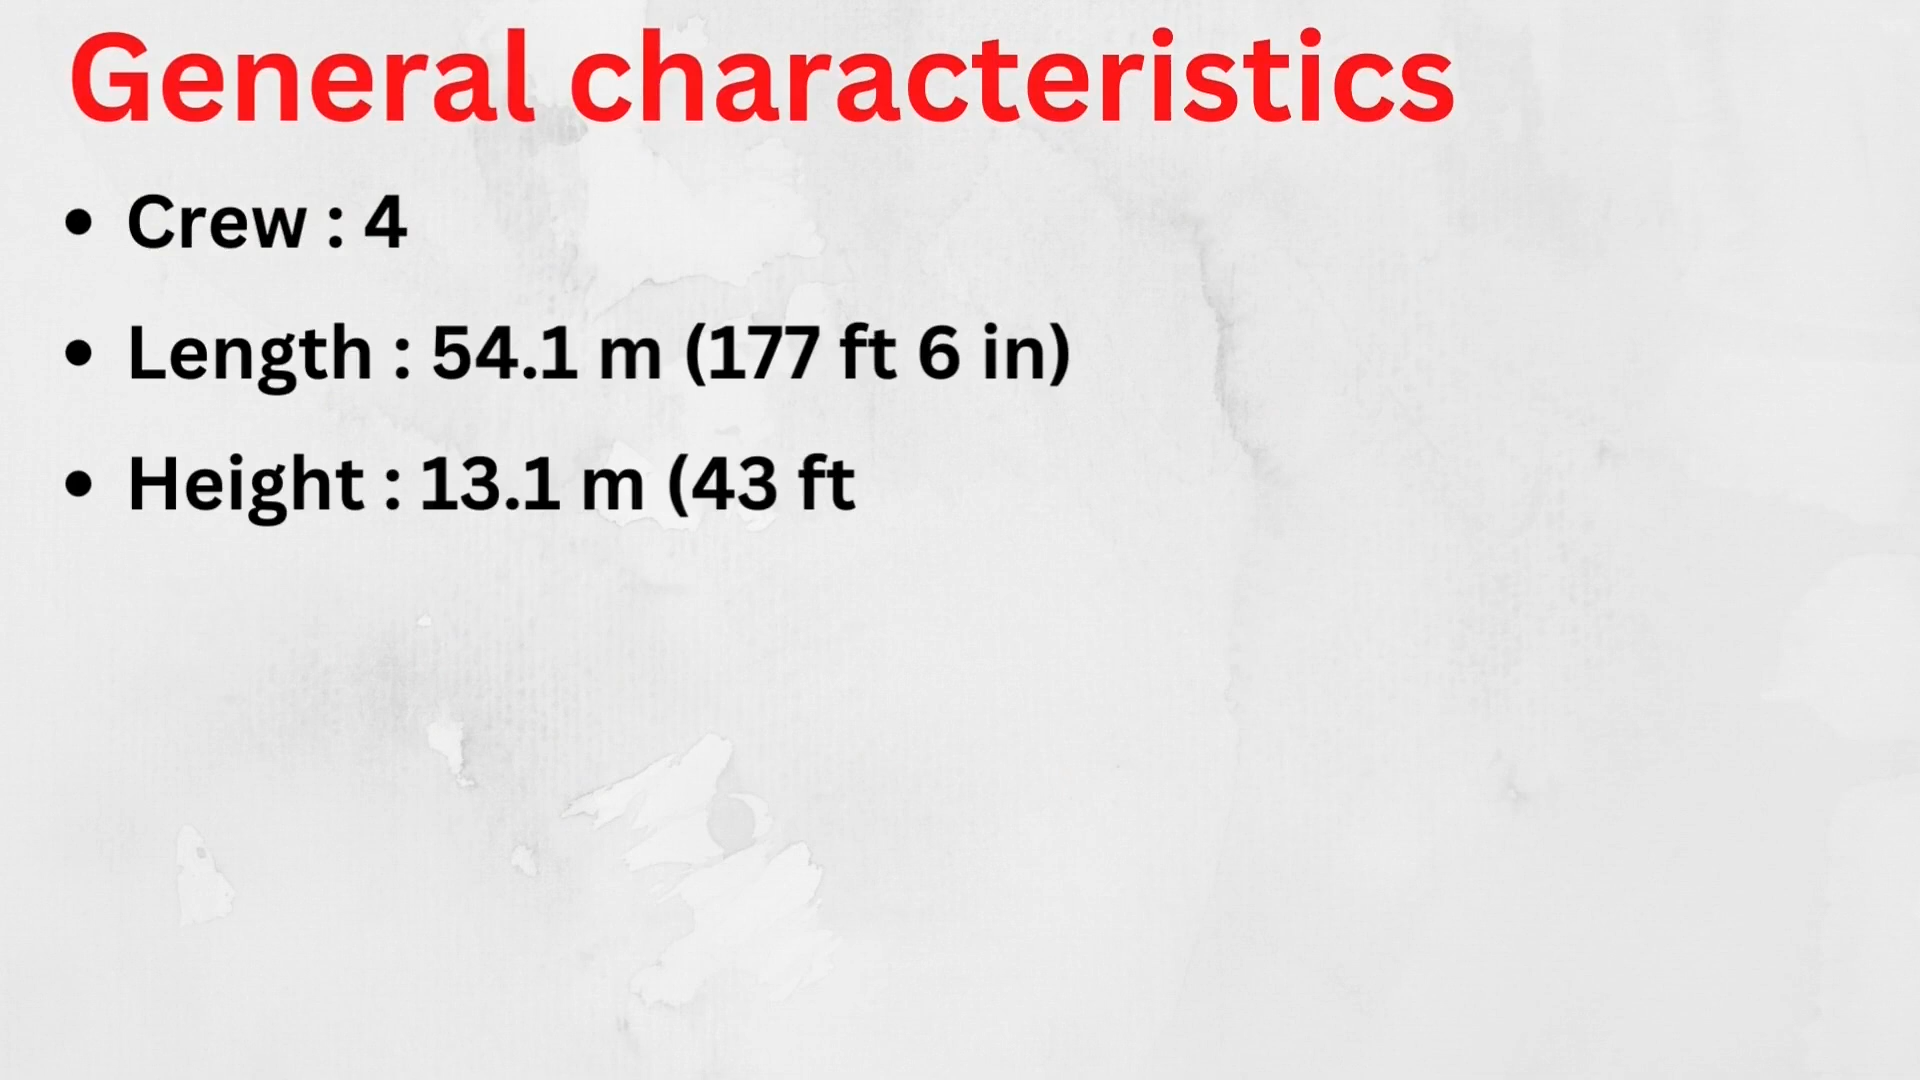 General characteristics
• Crew : 4
• Length : 54.1 m (177 ft 6 in)
• Height : 13.1 m (43 ft